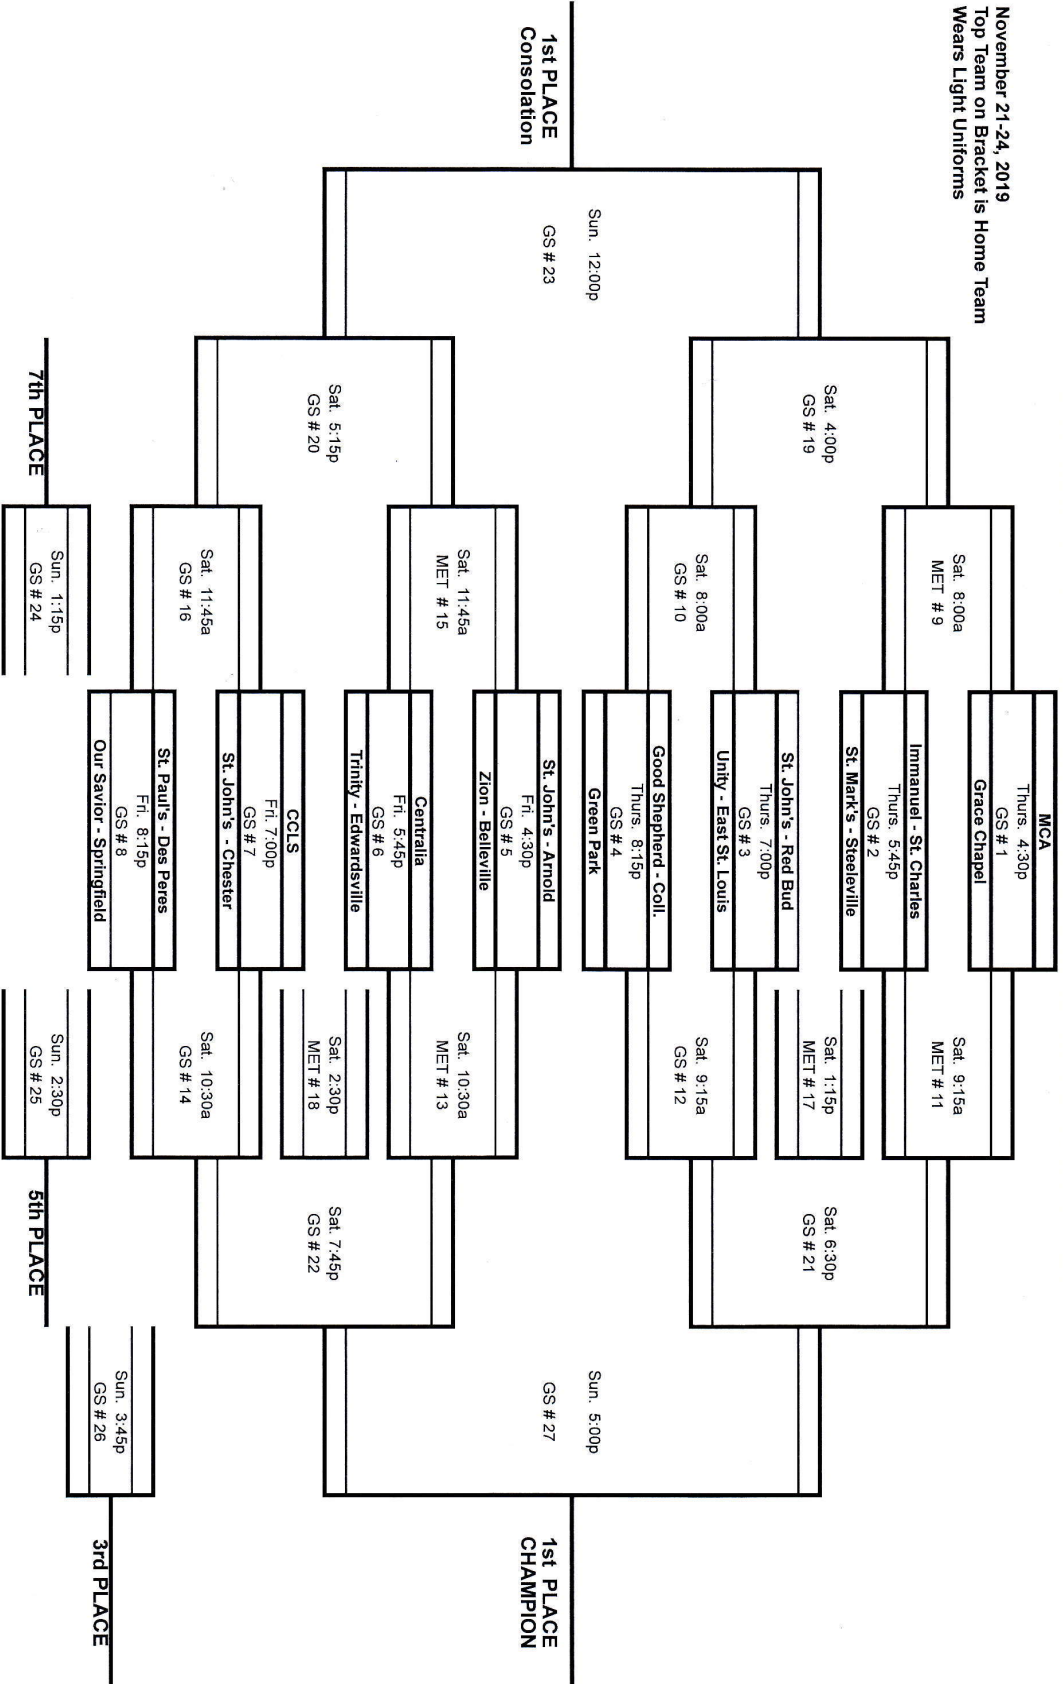 November 21-24, 2019
Top Team on Bracket is Home Team
Wears Light Uniforms
1st PLACE
Consolation
Sun. 12:00p
GS # 23
Sat. 4:00p
GS # 19
Sat. 5:15p
GS # 20
7th PLACE
Sat. 8:00a
MET # 9
Sat. 8:00a
GS # 10
Sat. 11:45a
MET # 15
Sat. 11:45a
GS # 16
Sun. 1:15p
GS # 24
MCA
Thurs. 4:30p
GS # 1
Grace Chapel
Immanuel - St. Charles
Thurs. 5:45p
GS # 2
St. Mark's - Steeleville
St. John's - Red Bud
Thurs. 7:00p
GS # 3
Unity - East St. Louis
Good Shepherd - Coll.
Thurs. 8:15p
GS # 4
Green Park
St. John's - Arnold
Fri. 4:30p
GS # 5
Zion - Belleville
Centralia
Fri. 5:45p
GS # 6
Trinity - Edwardsville
CCLS
Fri. 7:00p
GS # 7
St. John's - Chester
St. Paul's - Des Peres
Fri. 8:15p
GS # 8
Our Savior - Springfield
Sat. 9:15a
MET # 11
Sat. 1:15p
MET # 17
Sat. 9:15a
GS # 12
Sat. 10:30a
MET # 13
Sat. 2:30p
MET # 18
Sat. 10:30a
GS # 14
Sun. 2:30p
GS # 25
Sat. 6:30p
GS # 21
Sat. 7:45p
GS # 22
5th PLACE
Sun. 5:00p
GS # 27
Sun. 3:45p
GS # 26
1st PLACE
CHAMPION
3rd PLACE